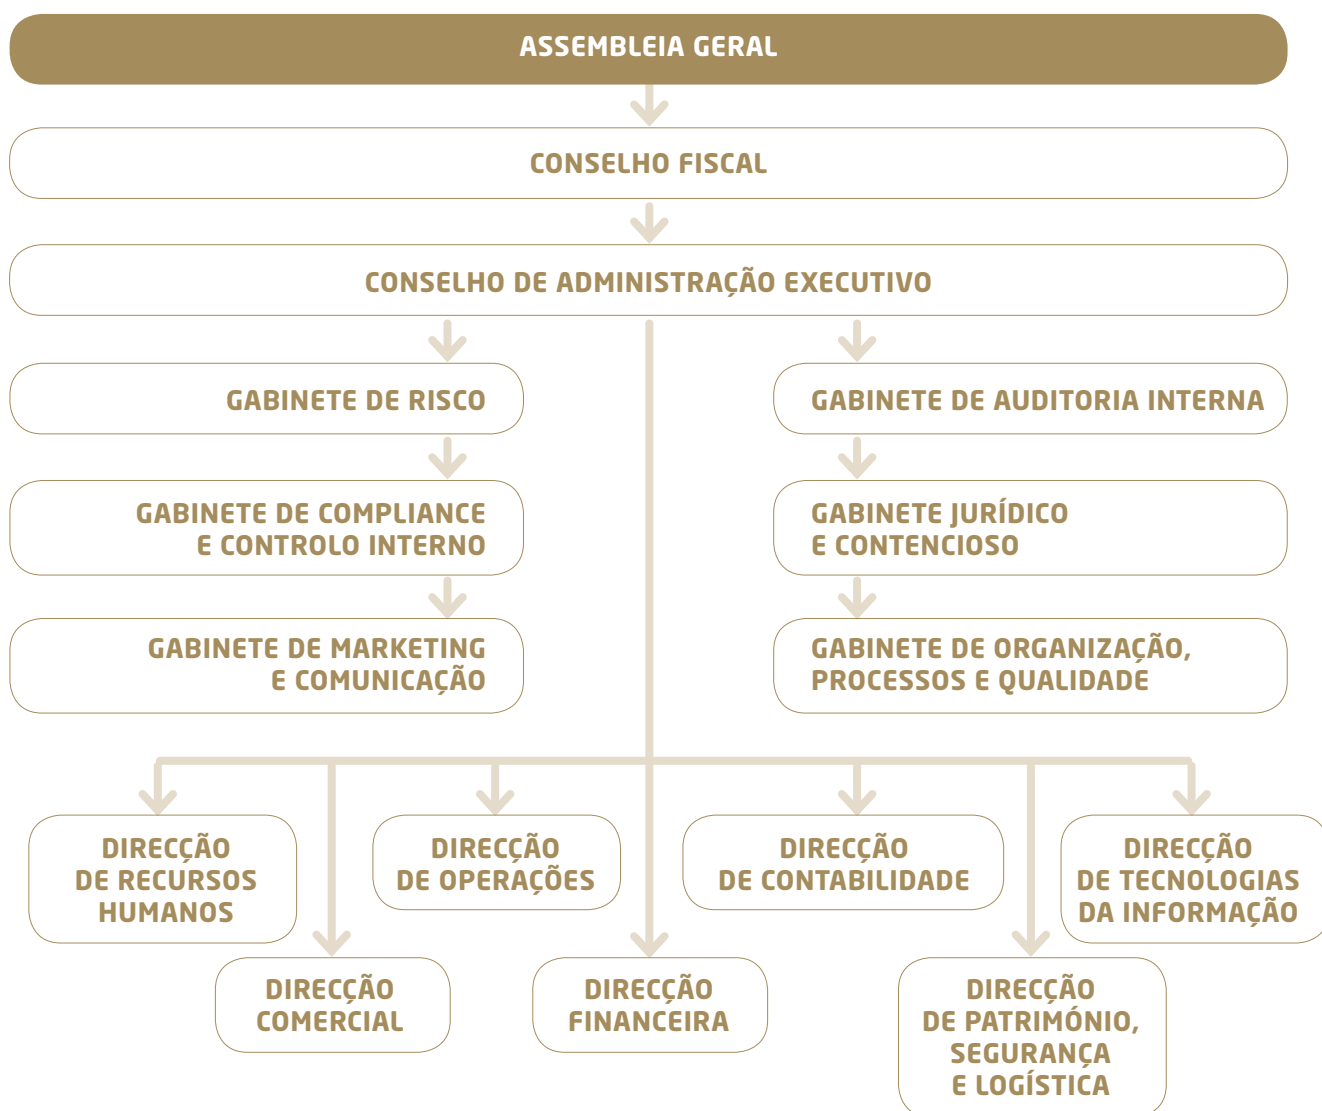 ASSEMBLEIA GERAL
CONSELHO FISCAL
CONSELHO DE ADMINISTRAÇÃO EXECUTIVO
GABINETE DE RISCO
GABINETE DE AUDITORIA INTERNA
GABINETE DE COMPLIANCE
E CONTROLO INTERNO
GABINETE JURÍDICO
E CONTENCIOSO
GABINETE DE MARKETING
E COMUNICAÇÃO
GABINETE DE ORGANIZAÇÃO,
PROCESSOS E QUALIDADE
DIRECÇÃO
DE RECURSOS
HUMANOS
DIRECÇÃO
DE OPERAÇÕES
DIRECÇÃO
DE CONTABILIDADE
DIRECÇÃO
DE TECNOLOGIAS
DA INFORMAÇÃO
DIRECÇÃO
COMERCIAL
DIRECÇÃO
FINANCEIRA
DIRECÇÃO
DE PATRIMÓNIO,
SEGURANÇA
E LOGÍSTICA